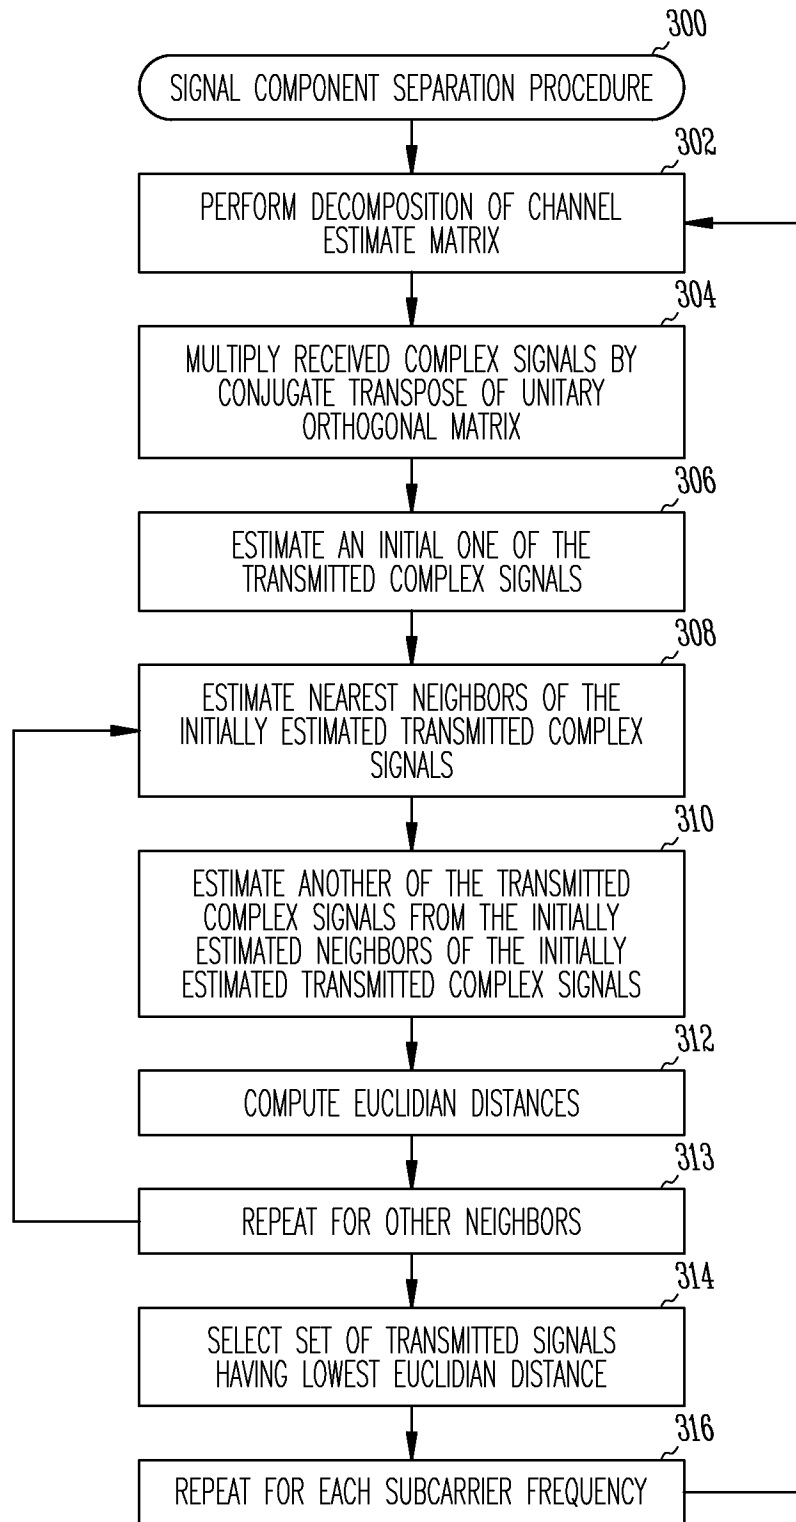 300
SIGNAL COMPONENT SEPARATION PROCEDURE
302
PERFORM DECOMPOSITION OF CHANNEL
ESTIMATE MATRIX
304
MULTIPLY RECEIVED COMPLEX SIGNALS BY
CONJUGATE TRANSPOSE OF UNITARY
ORTHOGONAL MATRIX
306
ESTIMATE AN INITIAL ONE OF THE
TRANSMITTED COMPLEX SIGNALS
308
ESTIMATE NEAREST NEIGHBORS OF THE
INITIALLY ESTIMATED TRANSMITTED COMPLEX
SIGNALS
310
ESTIMATE ANOTHER OF THE TRANSMITTED
COMPLEX SIGNALS FROM THE INITIALLY
ESTIMATED NEIGHBORS OF THE INITIALLY
ESTIMATED TRANSMITTED COMPLEX SIGNALS
312
COMPUTE EUCLIDIAN DISTANCES
313
REPEAT FOR OTHER NEIGHBORS
314
SELECT SET OF TRANSMITTED SIGNALS
HAVING LOWEST EUCLIDIAN DISTANCE
316
REPEAT FOR EACH SUBCARRIER FREQUENCY